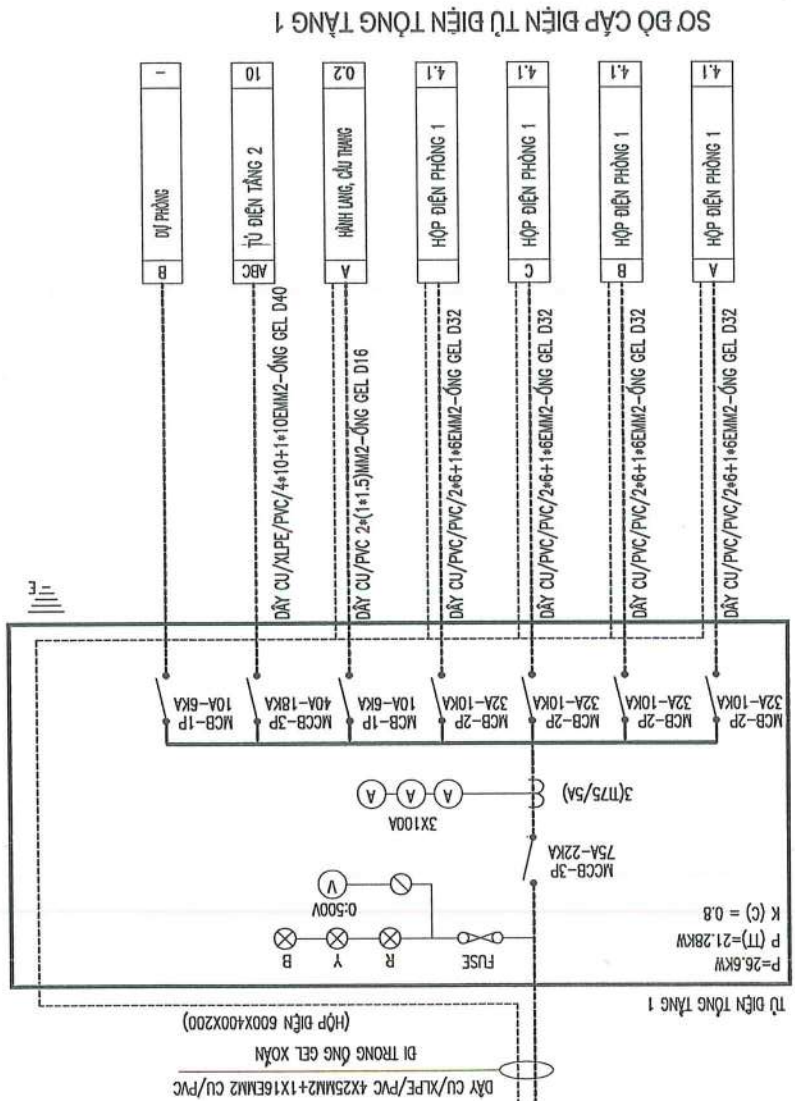 DÂY CU/XLPE/PVC 4X25MM2+1X16EMM2 CU/PVC
ĐI TRONG ỐNG GEL XOẮN
(HỘP ĐIỆN 600X400X200)
TỦ ĐIỆN TỔNG TẦNG 1
P=26.6KW
P (TT)=21.28KW
K (C) = 0.8
FUSE
R
Y
B
0:500V
V
MCCB-3P
75A-22KA
3X100A
3(TI75/5A)
A
A
A
MCB-2P
32A-10KA
MCB-2P
32A-10KA
MCB-2P
32A-10KA
MCB-2P
32A-10KA
MCB-1P
10A-6KA
MCCB-3P
40A-18KA
MCB-1P
10A-6KA
E
DÂY CU/PVC/PVC/2*6+1*6EMM2-ỐNG GEL D32
DÂY CU/PVC/PVC/2*6+1*6EMM2-ỐNG GEL D32
DÂY CU/PVC/PVC/2*6+1*6EMM2-ỐNG GEL D32
DÂY CU/PVC/PVC/2*6+1*6EMM2-ỐNG GEL D32
DÂY CU/PVC 2*(1*1.5)MM2-ỐNG GEL D16
DÂY CU/XLPE/PVC/4*10+1*10EMM2-ỐNG GEL D40
A
HỘP ĐIỆN PHÒNG 1
4.1
B
HỘP ĐIỆN PHÒNG 1
4.1
C
HỘP ĐIỆN PHÒNG 1
4.1
HỘP ĐIỆN PHÒNG 1
4.1
A
HÀNH LANG, CẦU THANG
0.2
ABC
TỦ ĐIỆN TẦNG 2
10
B
DỰ PHÒNG
-
SƠ ĐỒ CẤP ĐIỆN TỦ ĐIỆN TỔNG TẦNG 1